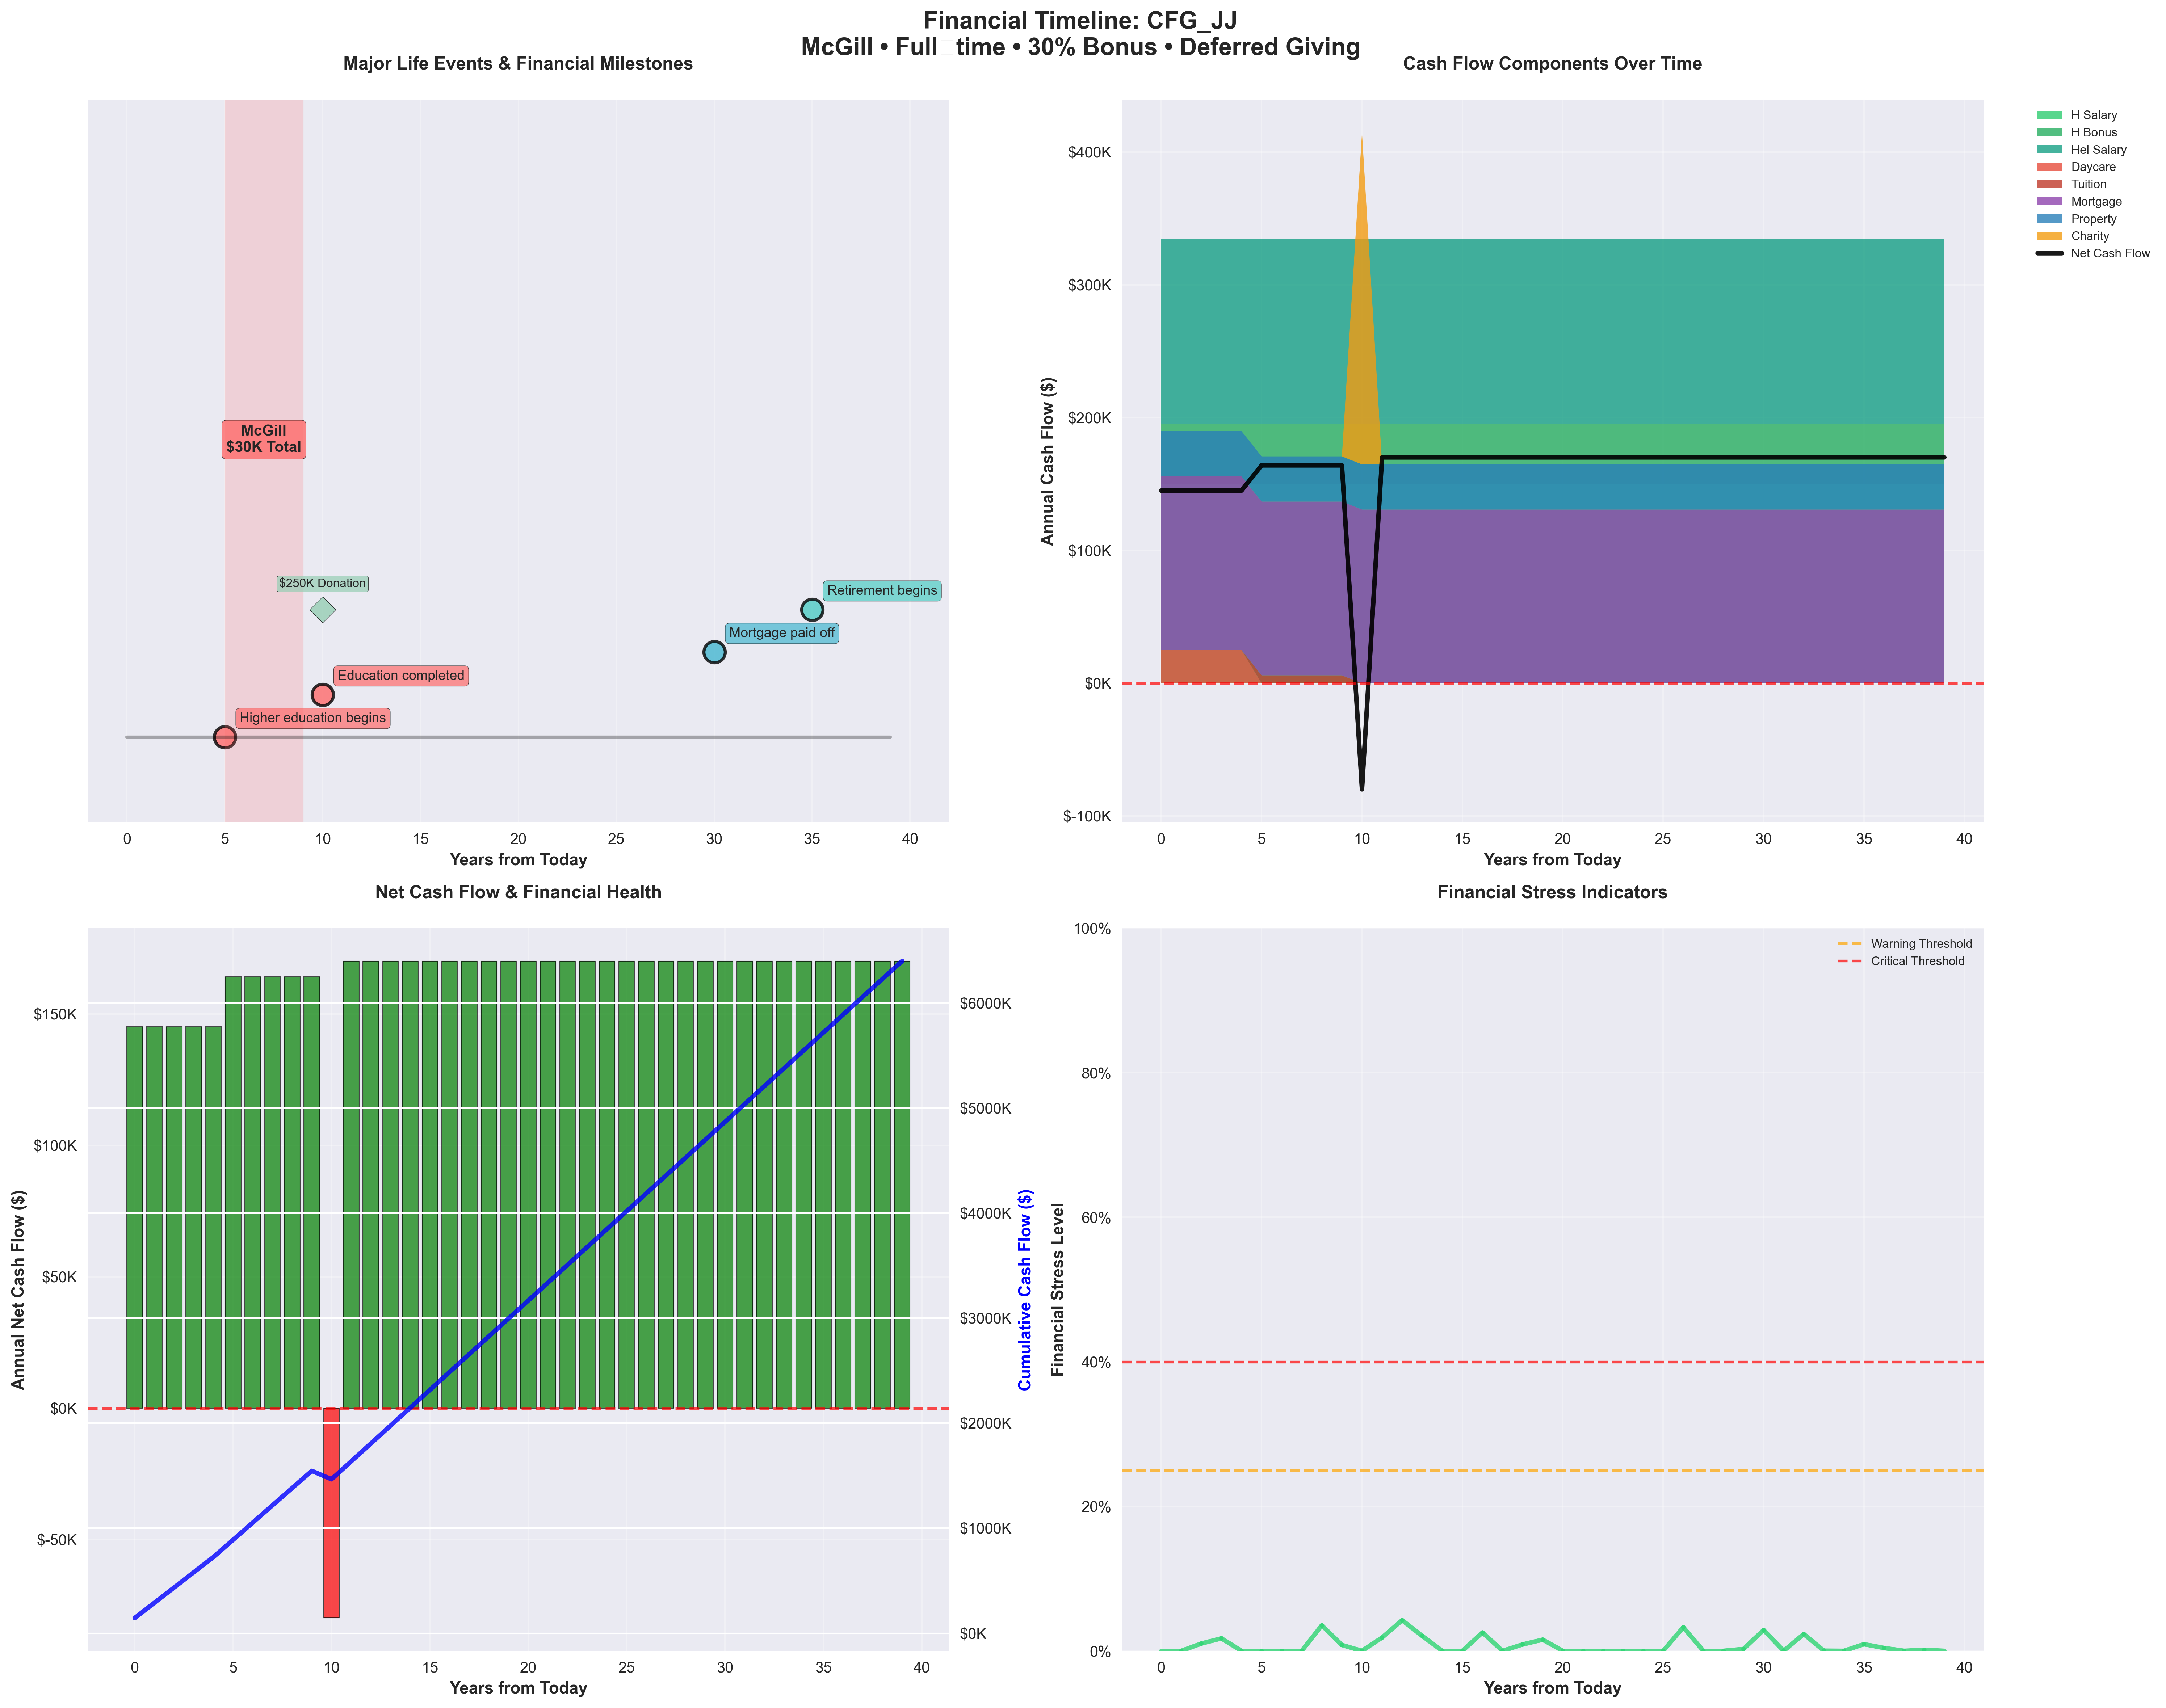 Financial Timeline: CFG_JJ
McGill • Full□time • 30% Bonus • Deferred Giving
Major Life Events & Financial Milestones
McGill
$30K Total
$250K Donation
Retirement begins
Mortgage paid off
Education completed
Higher education begins
0 5 10 15 20 25 30 35 40
Years from Today
Cash Flow Components Over Time
Annual Cash Flow ($)
$400K
$300K
$200K
$100K
$0K
$-100K
0 5 10 15 20 25 30 35 40
Years from Today
H Salary
H Bonus
Hel Salary
Daycare
Tuition
Mortgage
Property
Charity
Net Cash Flow
Net Cash Flow & Financial Health
Annual Net Cash Flow ($)
$150K
$100K
$50K
$0K
$-50K
$6000K
$5000K
$4000K
$3000K
$2000K
$1000K
$0K
Cumulative Cash Flow ($)
0 5 10 15 20 25 30 35 40
Years from Today
Financial Stress Indicators
Financial Stress Level
100%
80%
60%
40%
20%
0%
Warning Threshold
Critical Threshold
0 5 10 15 20 25 30 35 40
Years from Today